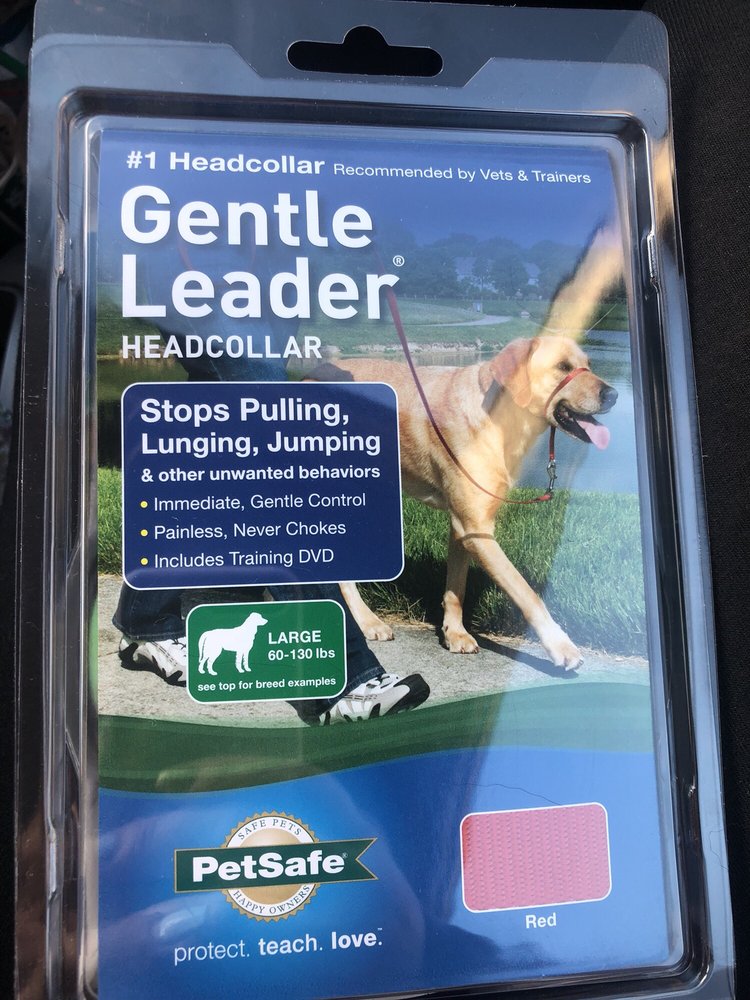 #1 Headcollar Recommended by Vets & Trainers
Gentle
Leader®
HEADCOLLAR
Stops Pulling,
Lunging, Jumping
& other unwanted behaviors
• Immediate, Gentle Control
• Painless, Never Chokes
• Includes Training DVD
LARGE
60-130 lbs
see top for breed examples
SAFE PETS
PetSafe®
HAPPY OWNERS
protect. teach. love.™
Red